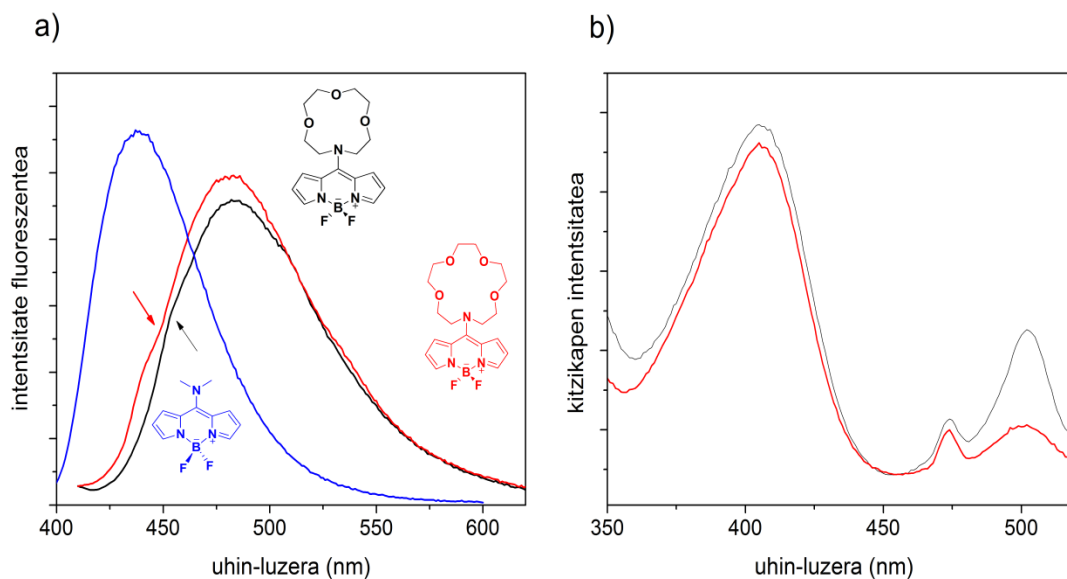 a)
b)
intentsitate fluoreszentea
400
450
500
550
600
uhin-luzera (nm)
O
O
O
N
N
N
+
B
-
F
F
O
O
O
O
N
N
N
+
B
-
F
F
N
N
N
+
B
-
F
F
kitzikapen intentsitatea
350
400
450
500
uhin-luzera (nm)